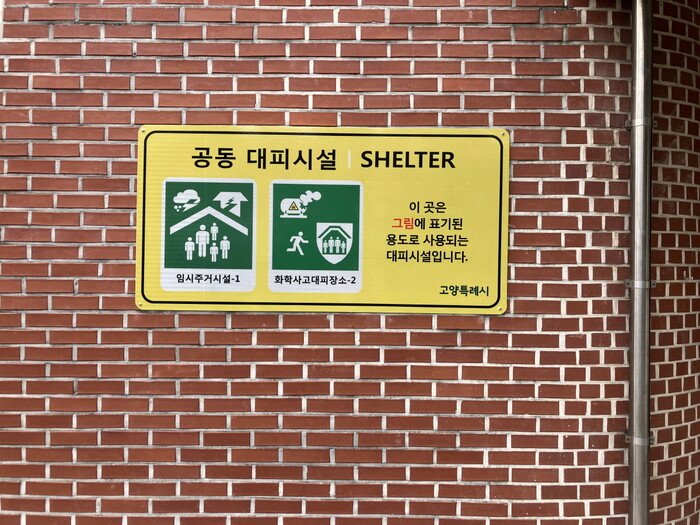 공동 대피시설 | SHELTER
임시주거시설-1
화학사고대피장소-2
이 곳은
그림에 표기된
용도로 사용되는
대피시설입니다.
고양특례시